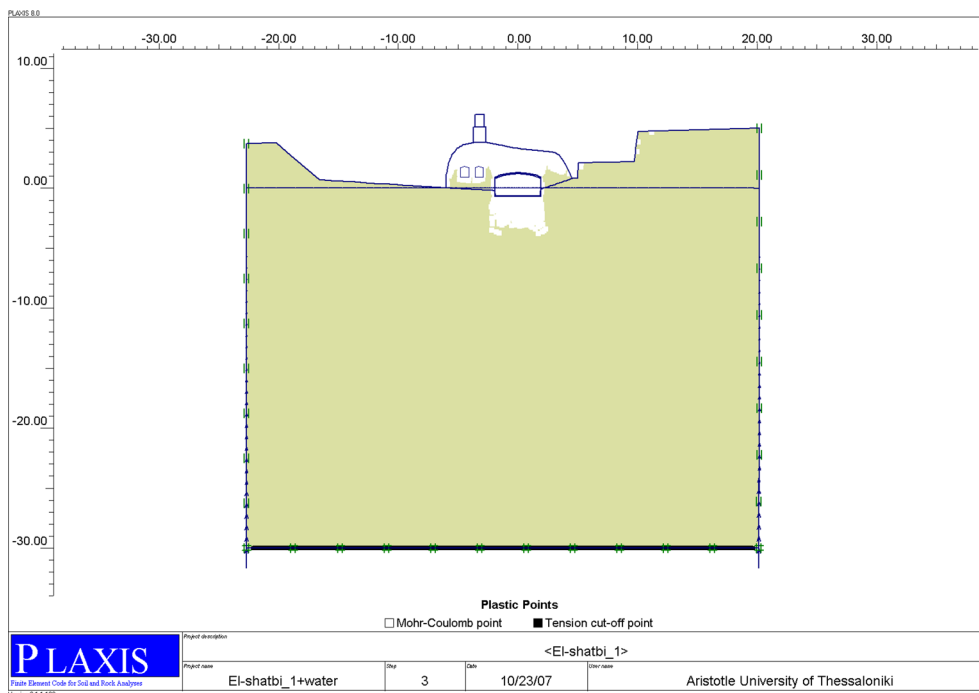 PLAXIS 8.0
-30.00 -20.00 -10.00 0.00 10.00 20.00 30.00
10.00
0.00
-10.00
-20.00
-30.00
Plastic Points
Mohr-Coulomb point Tension cut-off point
Project description
<El-shatbi_1>
PLAXIS
Finite Element Code for Soil and Rock Analyses
Project name Step Date User name
El-shatbi_1+water 3 10/23/07 Aristotle University of Thessaloniki